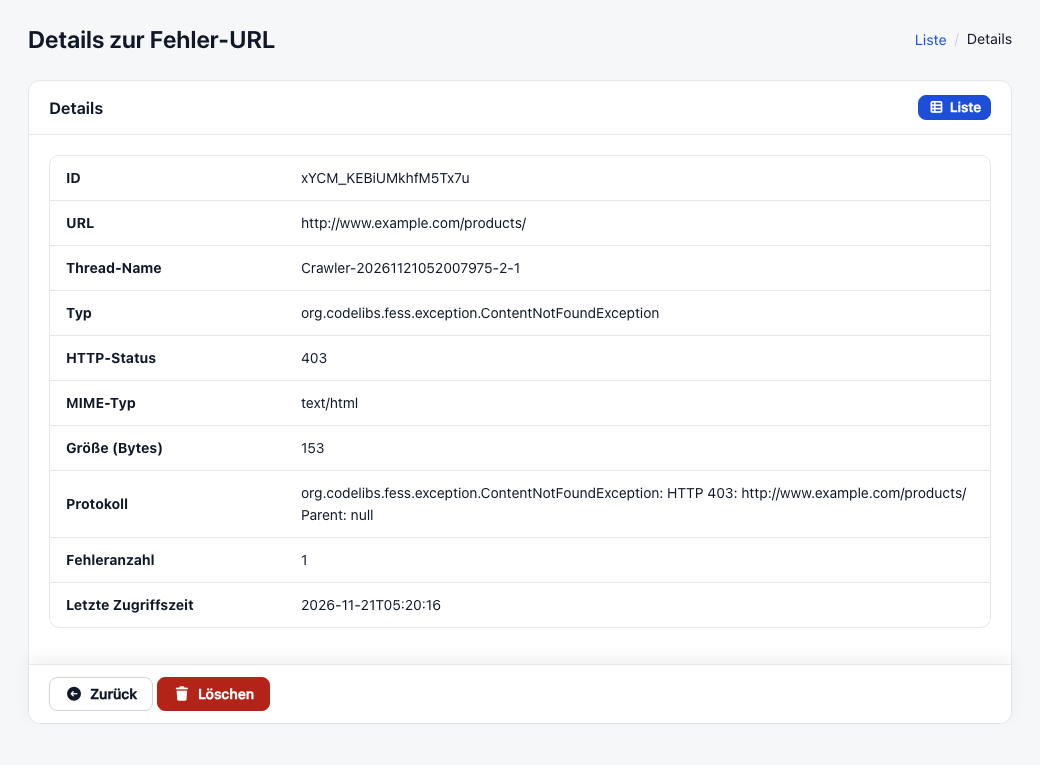 Details zur Fehler-URL
Liste / Details
Details
Liste
ID xYCM_KEBiUMkhfM5Tx7u
URL http://www.example.com/products/
Thread-Name Crawler-20261121052007975-2-1
Typ org.codelibs.fess.exception.ContentNotFoundException
HTTP-Status 403
MIME-Typ text/html
Größe (Bytes) 153
Protokoll org.codelibs.fess.exception.ContentNotFoundException: HTTP 403: http://www.example.com/products/
Parent: null
Fehleranzahl 1
Letzte Zugriffszeit 2026-11-21T05:20:16
Zurück Löschen